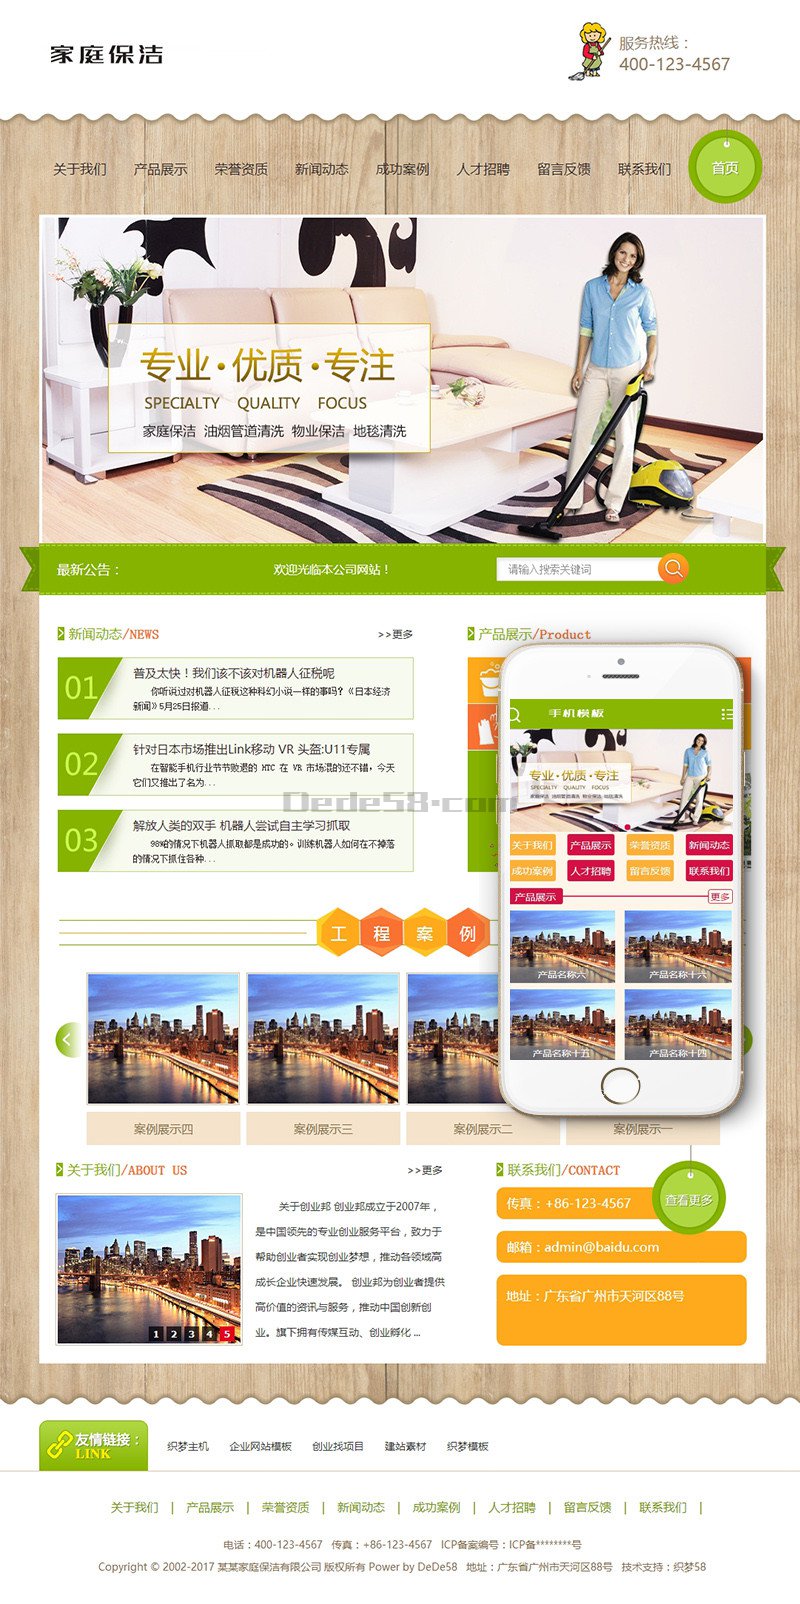 家庭保洁
服务热线：
400-123-4567
关于我们 产品展示 荣誉资质 新闻动态 成功案例 人才招聘 留言反馈 联系我们 首页
专业·优质·专注
SPECIALTY QUALITY FOCUS
家庭保洁 油烟管道清洗 物业保洁 地毯清洗
最新公告： 欢迎光临本公司网站！ 请输入搜索关键词
新闻动态/NEWS >>更多
01 普及太快！我们该不该对机器人征税呢
你听说过对机器人征税这种科幻小说一样的事吗？《日本经济
新闻》5月25日报道...
02 针对日本市场推出Link移动 VR 头盔:U11专属
在智能手机行业节节败退的 HTC 在 VR 市场混的还不错，今天
它们又推出了名为...
03 解放人类的双手 机器人尝试自主学习抓取
98%的情况下机器人抓取都是成功的。训练机器人如何在不掉落
的情况下抓住各种...
产品展示/Product
Dede58.com
手机模板
专业·优质·专注
SPECIALTY QUALITY FOCUS
家庭保洁 油烟管道清洗 物业保洁 地毯清洗
关于我们 产品展示 荣誉资质 新闻动态
成功案例 人才招聘 留言反馈 联系我们
产品展示 更多
产品名称六 产品名称十六
产品名称十五 产品名称十四
工程案例
案例展示四 案例展示三 案例展示二 案例展示一
关于我们/ABOUT US >>更多
关于创业邦 创业邦成立于2007年，
是中国领先的专业创业服务平台，致力于
帮助创业者实现创业梦想，推动各领域高
成长企业快速发展。 创业邦为创业者提供
高价值的资讯与服务，推动中国创新创
业。旗下拥有传媒互动、创业孵化 ...
1 2 3 4 5
联系我们/CONTACT
传真：+86-123-4567
查看更多
邮箱：admin@baidu.com
地址：广东省广州市天河区88号
友情链接：
LINK
织梦主机 企业网站模板 创业找项目 建站素材 织梦模板
关于我们 | 产品展示 | 荣誉资质 | 新闻动态 | 成功案例 | 人才招聘 | 留言反馈 | 联系我们 |
电话：400-123-4567 传真：+86-123-4567 ICP备案编号：ICP备********号
Copyright © 2002-2017 某某家庭保洁有限公司 版权所有 Power by DeDe58 地址：广东省广州市天河区88号 技术支持：织梦58